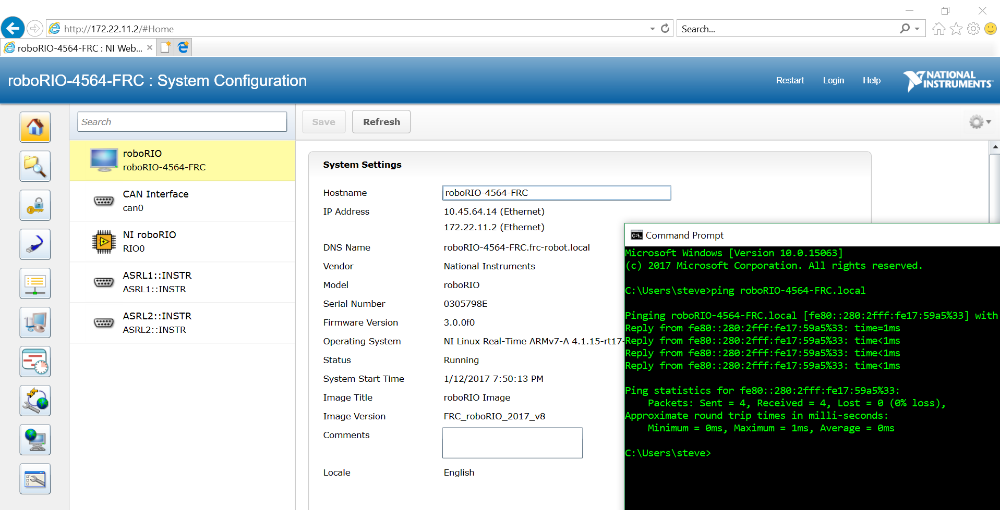 http://172.22.11.2/#Home
Search...
roboRIO-4564-FRC : NI Web...
roboRIO-4564-FRC : System Configuration
Restart
Login
Help
NATIONAL
INSTRUMENTS
Search
Save
Refresh
roboRIO
roboRIO-4564-FRC
CAN Interface
can0
NI roboRIO
RIO0
ASRL1::INSTR
ASRL1::INSTR
ASRL2::INSTR
ASRL2::INSTR
System Settings
Hostname roboRIO-4564-FRC
IP Address 10.45.64.14 (Ethernet)
172.22.11.2 (Ethernet)
DNS Name roboRIO-4564-FRC.frc-robot.local
Vendor National Instruments
Model roboRIO
Serial Number 0305798E
Firmware Version 3.0.0f0
Operating System NI Linux Real-Time ARMv7-A 4.1.15-rt17-
Status Running
System Start Time 1/12/2017 7:50:13 PM
Image Title roboRIO Image
Image Version FRC_roboRIO_2017_v8
Comments
Locale English
Command Prompt
Microsoft Windows [Version 10.0.15063]
(c) 2017 Microsoft Corporation. All rights reserved.
C:\Users\steve>ping roboRIO-4564-FRC.local
Pinging roboRIO-4564-FRC.local [fe80::280:2fff:fe17:59a5%33] with
Reply from fe80::280:2fff:fe17:59a5%33: time=1ms
Reply from fe80::280:2fff:fe17:59a5%33: time<1ms
Reply from fe80::280:2fff:fe17:59a5%33: time<1ms
Reply from fe80::280:2fff:fe17:59a5%33: time<1ms
Ping statistics for fe80::280:2fff:fe17:59a5%33:
Packets: Sent = 4, Received = 4, Lost = 0 (0% loss),
Approximate round trip times in milli-seconds:
Minimum = 0ms, Maximum = 1ms, Average = 0ms
C:\Users\steve>